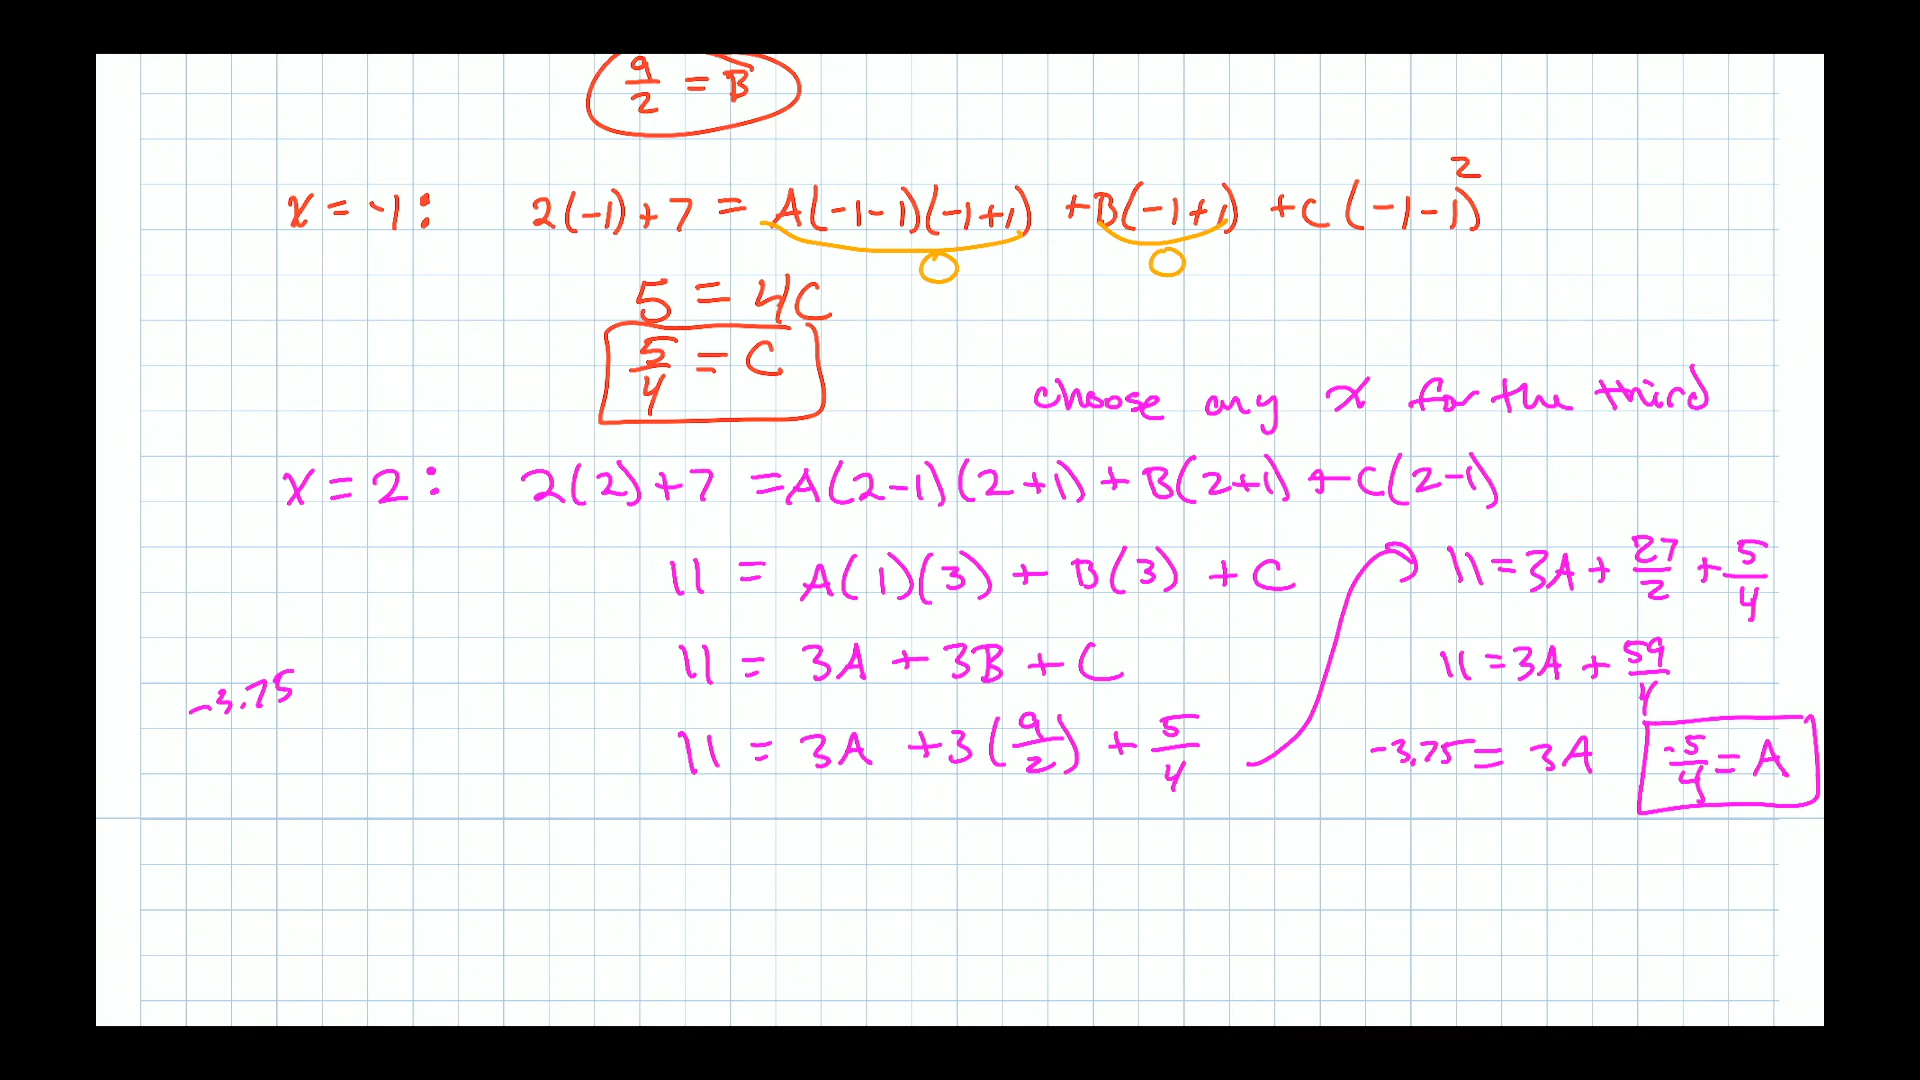 9/2 = B
x = -1: 2(-1)+7 = A(-1-1)(-1+1) +B(-1+1) +C(-1-1)²
0 0
5 = 4C
5/4 = C
choose any x for the third
x = 2: 2(2)+7 =A(2-1)(2+1)+B(2+1)+C(2-1)
11 = A(1)(3) + B(3) + C
11 = 3A + 3B + C
11 = 3A +3(9/2) + 5/4
11=3A+27/2+5/4
11=3A+59/4
-3.75 = 3A
-5/4 = A
-3.75